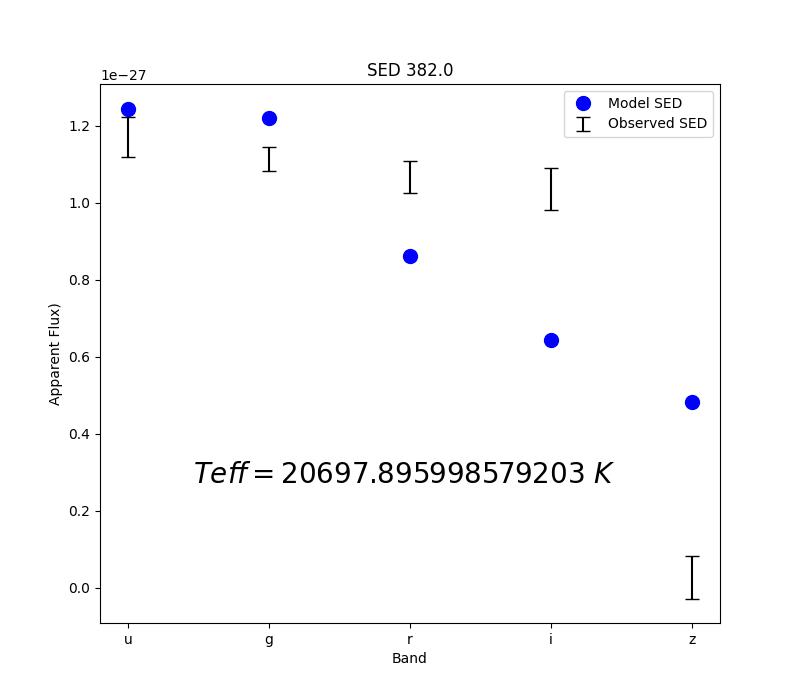 SED 382.0
1e−27
Model SED
Observed SED
1.2
1.0
0.8
0.6
0.4
0.2
0.0
Apparent Flux)
Teff = 20697.895998579203 K
u g r i z
Band